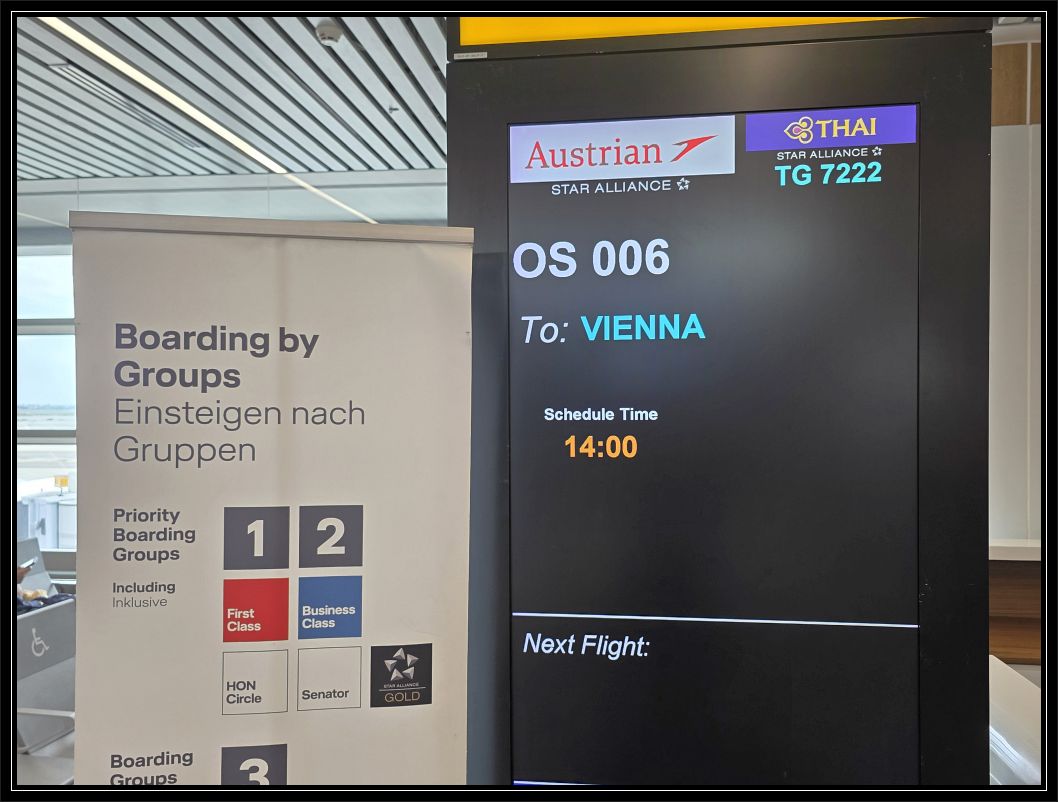 Boarding by
Groups
Einsteigen nach
Gruppen
Priority
Boarding
Groups
1
2
Including
Inklusive
First
Class
Business
Class
HON
Circle
Senator
STAR ALLIANCE
GOLD
Boarding
Groups
3
Austrian
STAR ALLIANCE
THAI
STAR ALLIANCE
TG 7222
OS 006
To: VIENNA
Schedule Time
14:00
Next Flight: